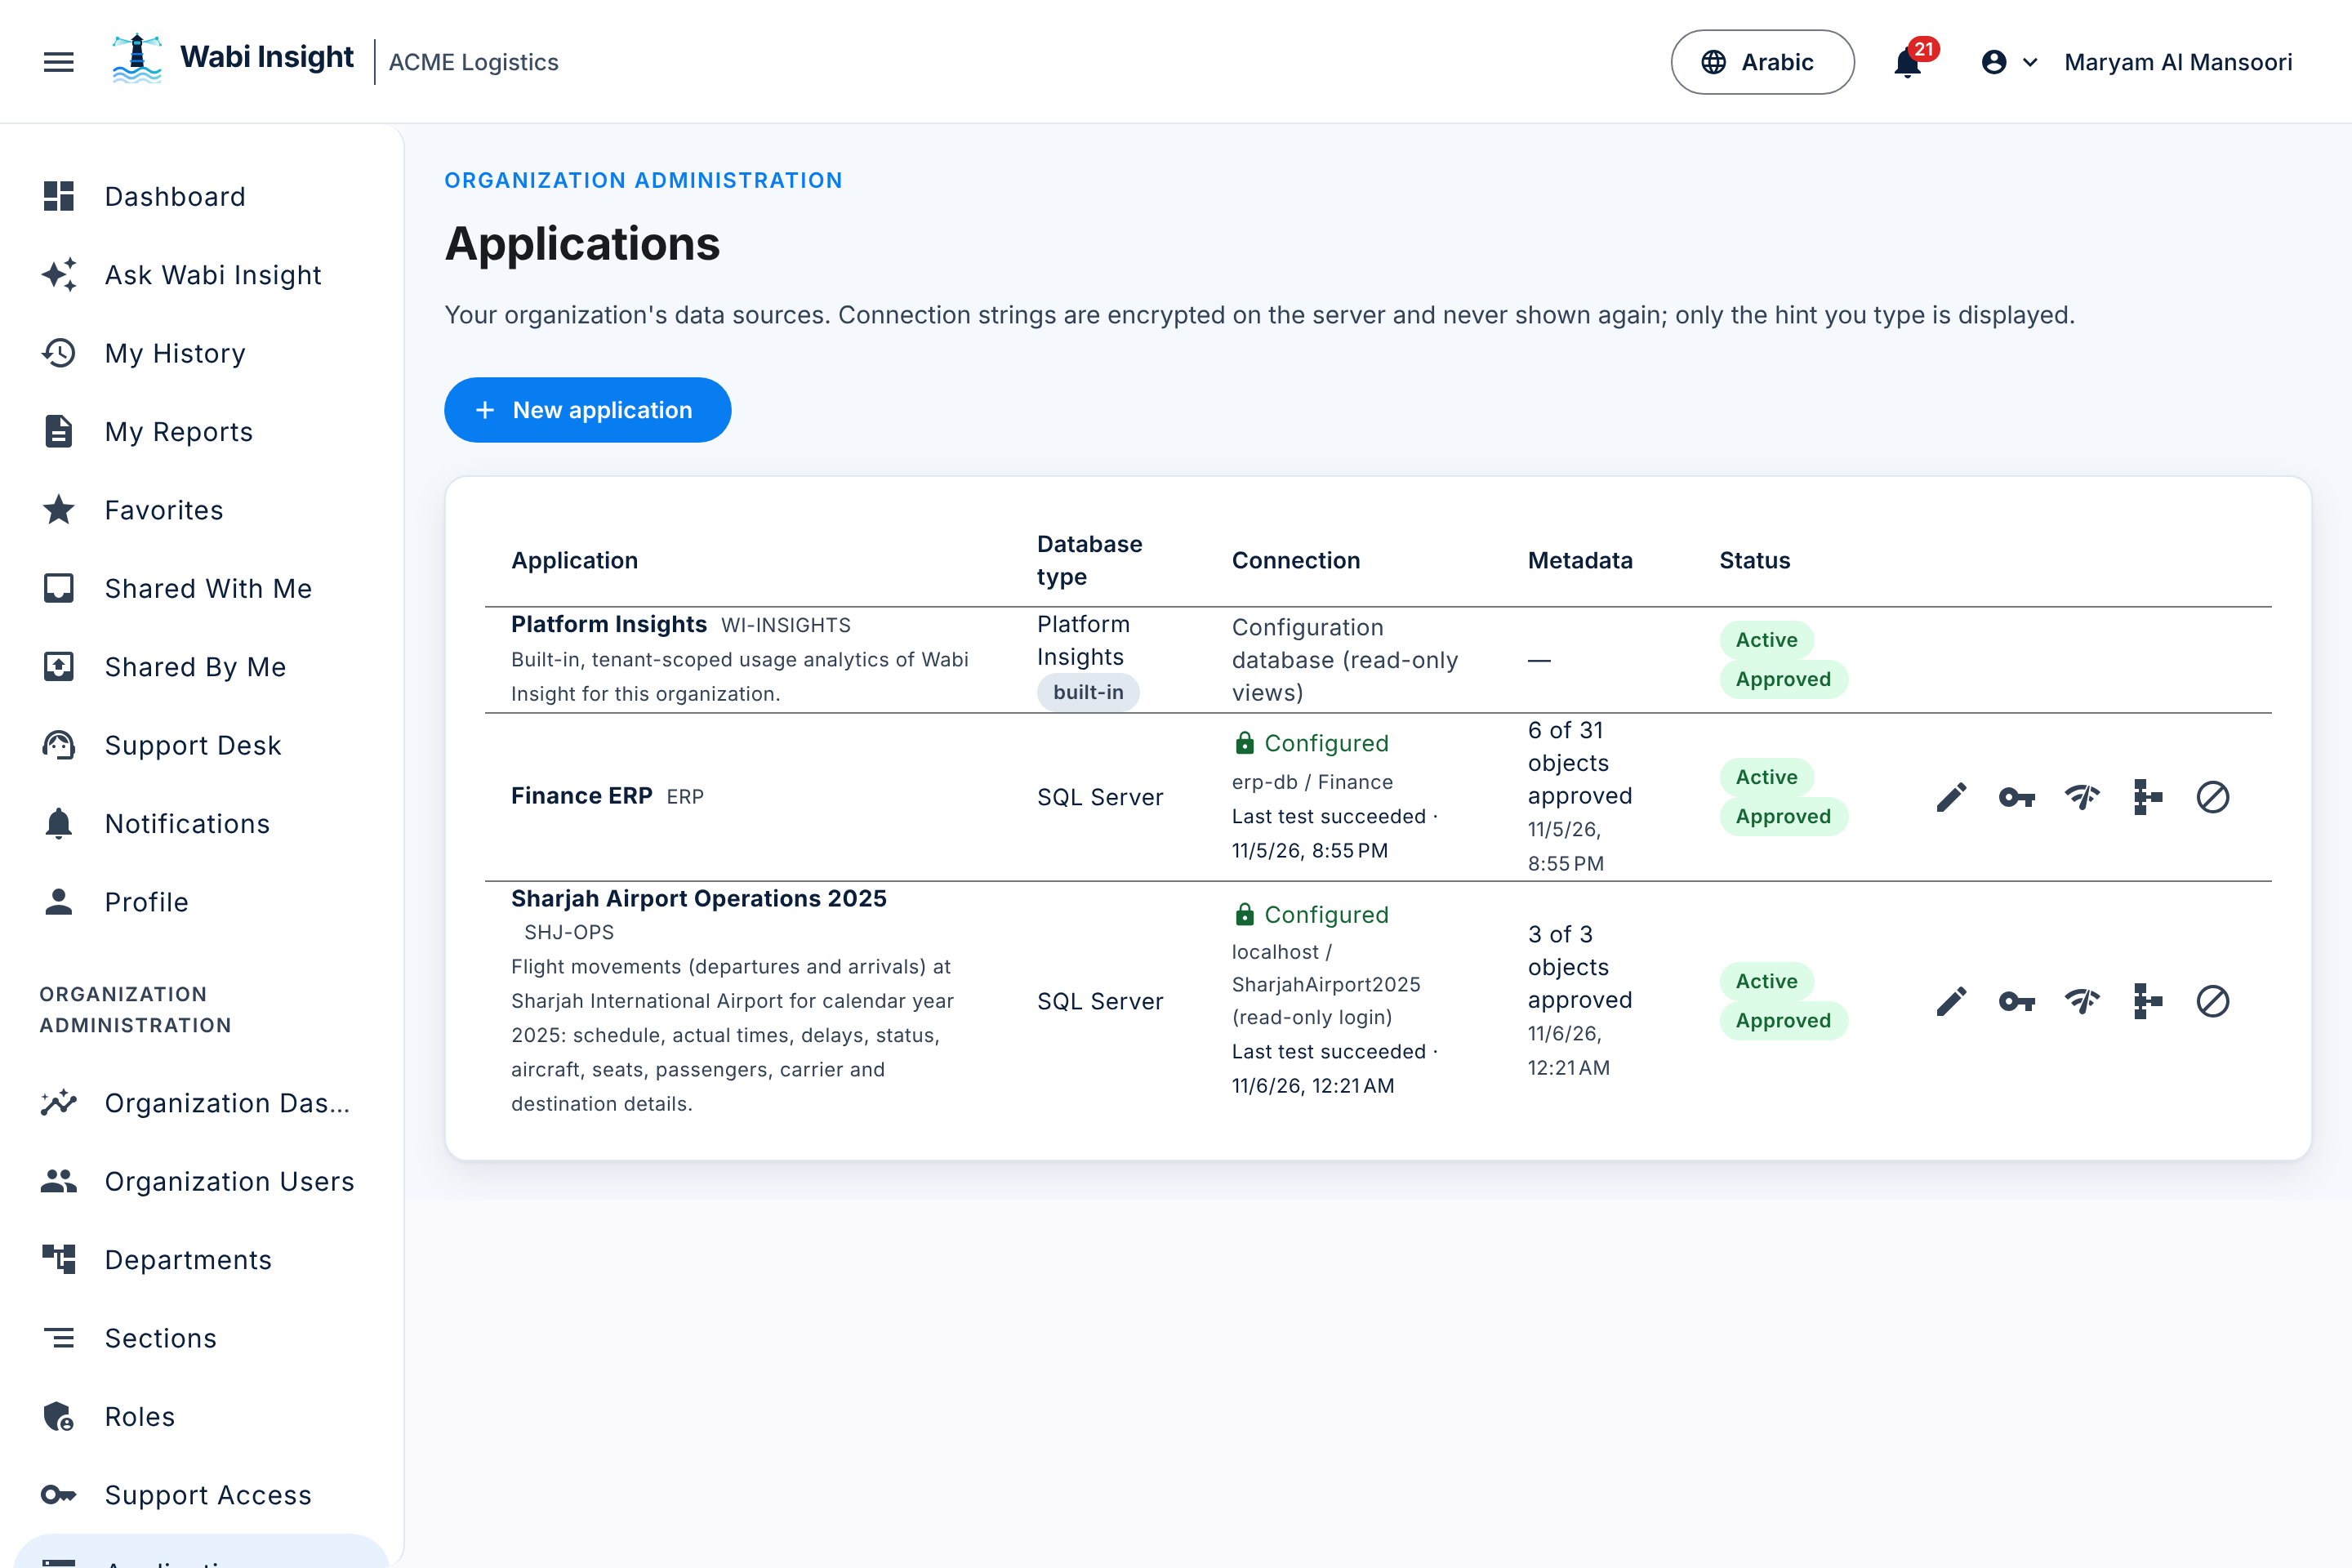 Wabi Insight
ACME Logistics
Arabic
21
Maryam Al Mansoori
Dashboard
Ask Wabi Insight
My History
My Reports
Favorites
Shared With Me
Shared By Me
Support Desk
Notifications
Profile
ORGANIZATION
ADMINISTRATION
Organization Das...
Organization Users
Departments
Sections
Roles
Support Access
ORGANIZATION ADMINISTRATION
Applications
Your organization's data sources. Connection strings are encrypted on the server and never shown again; only the hint you type is displayed.
+ New application
Application
Database
type
Connection
Metadata
Status
Platform Insights WI-INSIGHTS
Built-in, tenant-scoped usage analytics of Wabi
Insight for this organization.
Platform
Insights
built-in
Configuration
database (read-only
views)
—
Active
Approved
Finance ERP ERP
SQL Server
Configured
erp-db / Finance
Last test succeeded ·
11/5/26, 8:55 PM
6 of 31
objects
approved
11/5/26,
8:55 PM
Active
Approved
Sharjah Airport Operations 2025
SHJ-OPS
Flight movements (departures and arrivals) at
Sharjah International Airport for calendar year
2025: schedule, actual times, delays, status,
aircraft, seats, passengers, carrier and
destination details.
SQL Server
Configured
localhost /
SharjahAirport2025
(read-only login)
Last test succeeded ·
11/6/26, 12:21 AM
3 of 3
objects
approved
11/6/26,
12:21 AM
Active
Approved